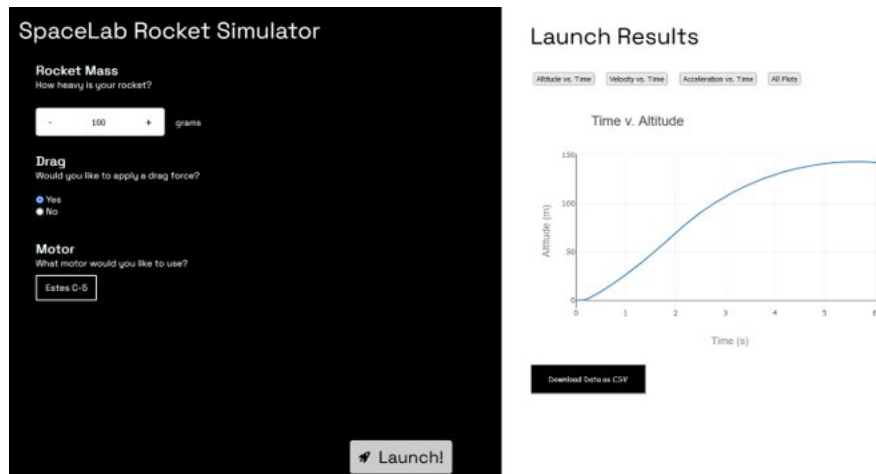 SpaceLab Rocket Simulator
Rocket Mass
How heavy is your rocket?
- 100 + grams
Drag
Would you like to apply a drag force?
Yes
No
Motor
What motor would you like to use?
Estes C-5
Launch!
Launch Results
Altitude vs. Time Velocity vs. Time Acceleration vs. Time All Plots
Time v. Altitude
150
100
50
0
Altitude (m)
0 1 2 3 4 5 6
Time (s)
Download Data as CSV